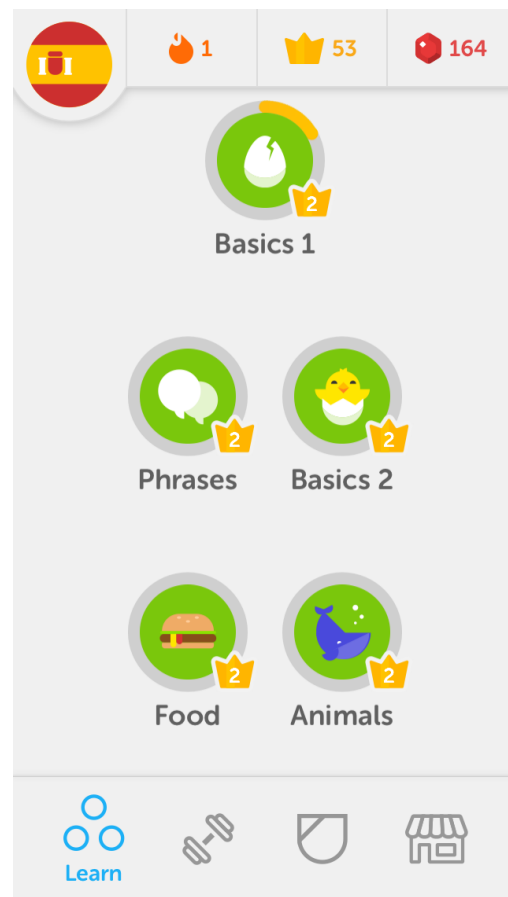 1
53
164
2
Basics 1
2
2
Phrases
Basics 2
2
2
Food
Animals
Learn